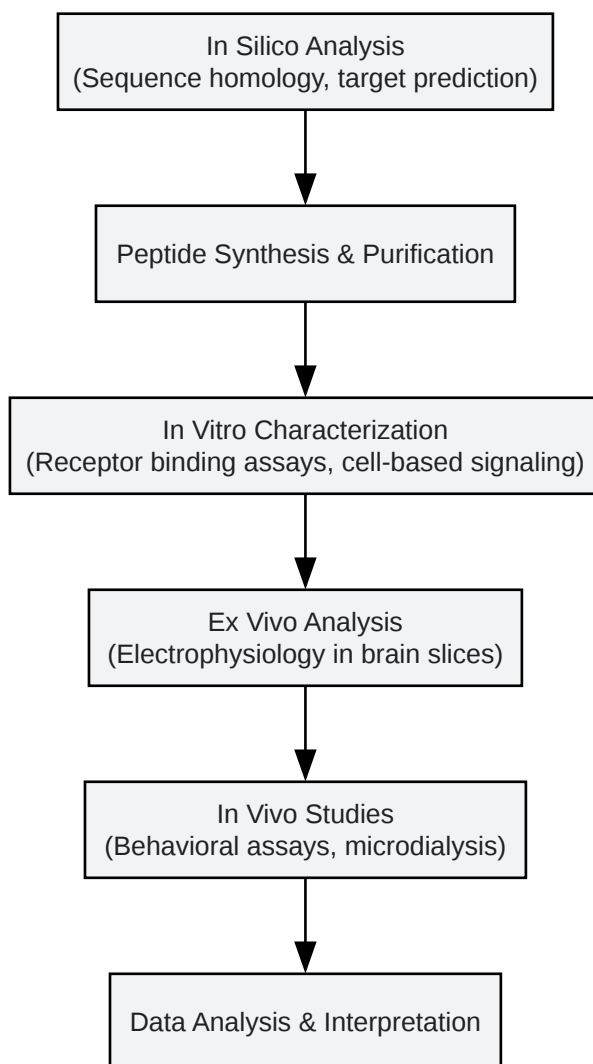 In Silico Analysis
(Sequence homology, target prediction)
Peptide Synthesis & Purification
In Vitro Characterization
(Receptor binding assays, cell-based signaling)
Ex Vivo Analysis
(Electrophysiology in brain slices)
In Vivo Studies
(Behavioral assays, microdialysis)
Data Analysis & Interpretation